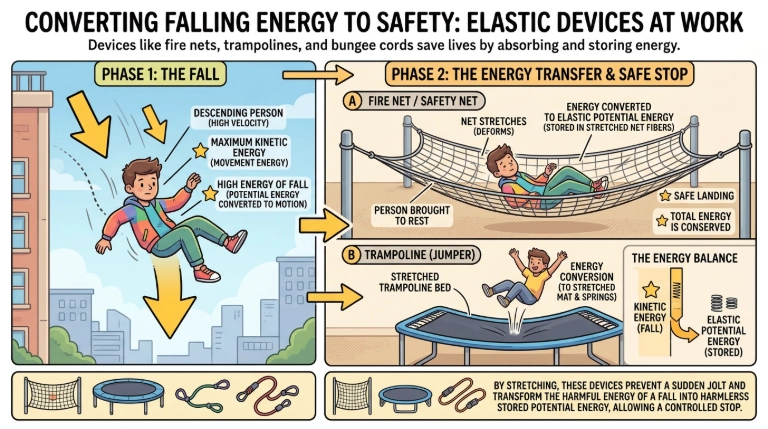 CONVERTING FALLING ENERGY TO SAFETY: ELASTIC DEVICES AT WORK
Devices like fire nets, trampolines, and bungee cords save lives by absorbing and storing energy.
PHASE 1: THE FALL
DESCENDING PERSON
(HIGH VELOCITY)
MAXIMUM KINETIC
ENERGY
(MOVEMENT ENERGY)
HIGH ENERGY OF FALL
(POTENTIAL ENERGY
CONVERTED TO MOTION)
PHASE 2: THE ENERGY TRANSFER & SAFE STOP
A FIRE NET / SAFETY NET
NET STRETCHES
(DEFORMS)
ENERGY CONVERTED
TO ELASTIC POTENTIAL ENERGY
(STORED IN STRETCHED NET FIBERS)
PERSON BROUGHT
TO REST
SAFE LANDING
TOTAL ENERGY
IS CONSERVED
B TRAMPOLINE (JUMPER)
STRETCHED
TRAMPOLINE BED
ENERGY
CONVERSION
(TO STRETCHED
MAT & SPRINGS)
THE ENERGY BALANCE
KINETIC
ENERGY
(FALL)
ELASTIC
POTENTIAL
ENERGY
(STORED)
BY STRETCHING, THESE DEVICES PREVENT A SUDDEN JOLT AND
TRANSFORM THE HARMFUL ENERGY OF A FALL INTO HARMLESS
STORED POTENTIAL ENERGY, ALLOWING A CONTROLLED STOP.